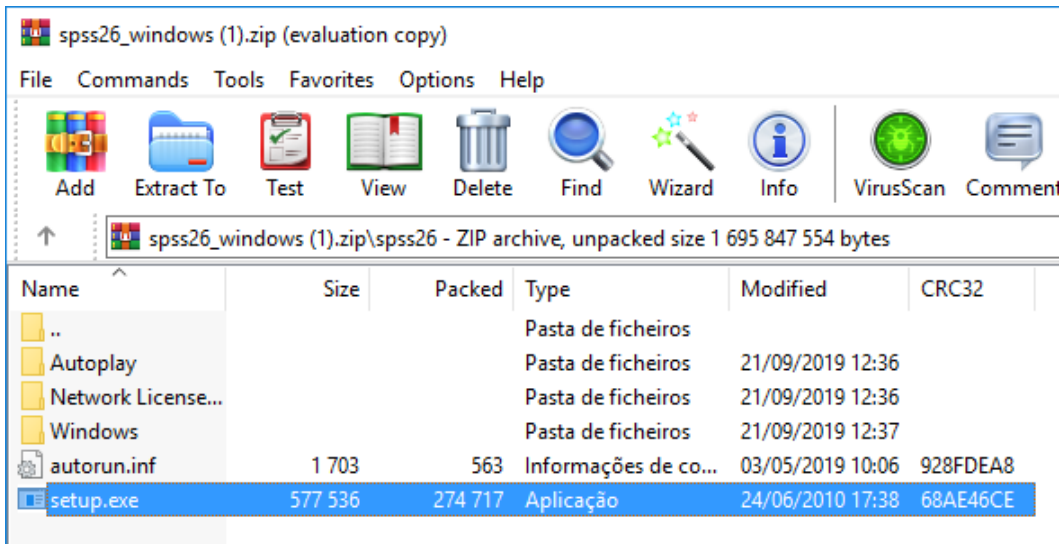 spss26_windows (1).zip (evaluation copy)
File Commands Tools Favorites Options Help
Add Extract To Test View Delete Find Wizard Info VirusScan Comment
spss26_windows (1).zip\spss26 - ZIP archive, unpacked size 1 695 847 554 bytes
Name Size Packed Type Modified CRC32
.. Pasta de ficheiros
Autoplay Pasta de ficheiros 21/09/2019 12:36
Network License... Pasta de ficheiros 21/09/2019 12:36
Windows Pasta de ficheiros 21/09/2019 12:37
autorun.inf 1 703 563 Informações de co... 03/05/2019 10:06 928FDEA8
setup.exe 577 536 274 717 Aplicação 24/06/2010 17:38 68AE46CE